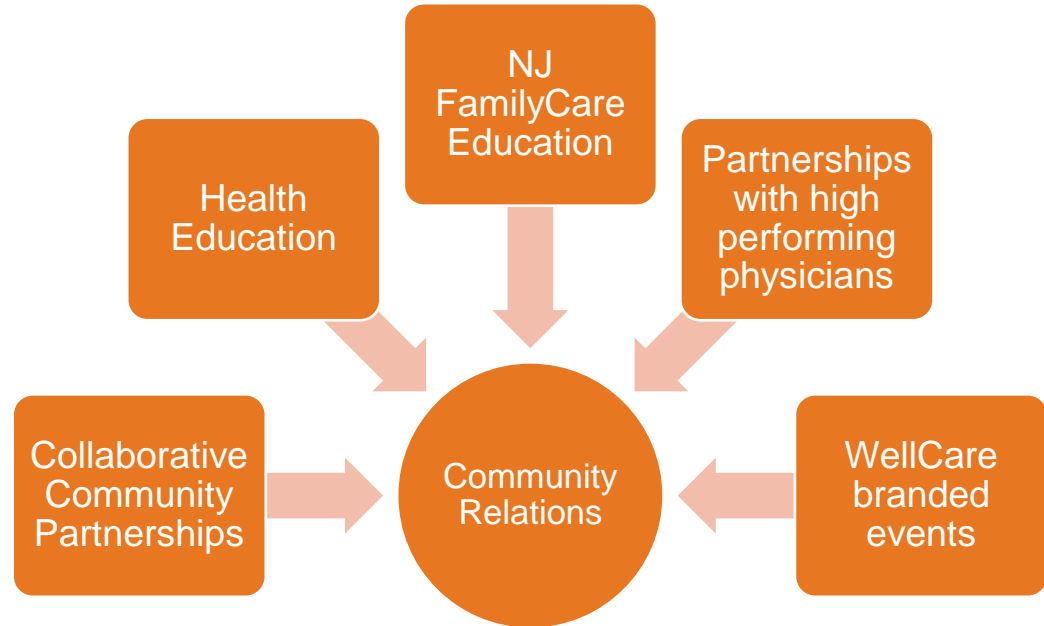 NJ
FamilyCare
Education
Health
Education
Partnerships
with high
performing
physicians
Collaborative
Community
Partnerships
Community
Relations
WellCare
branded
events